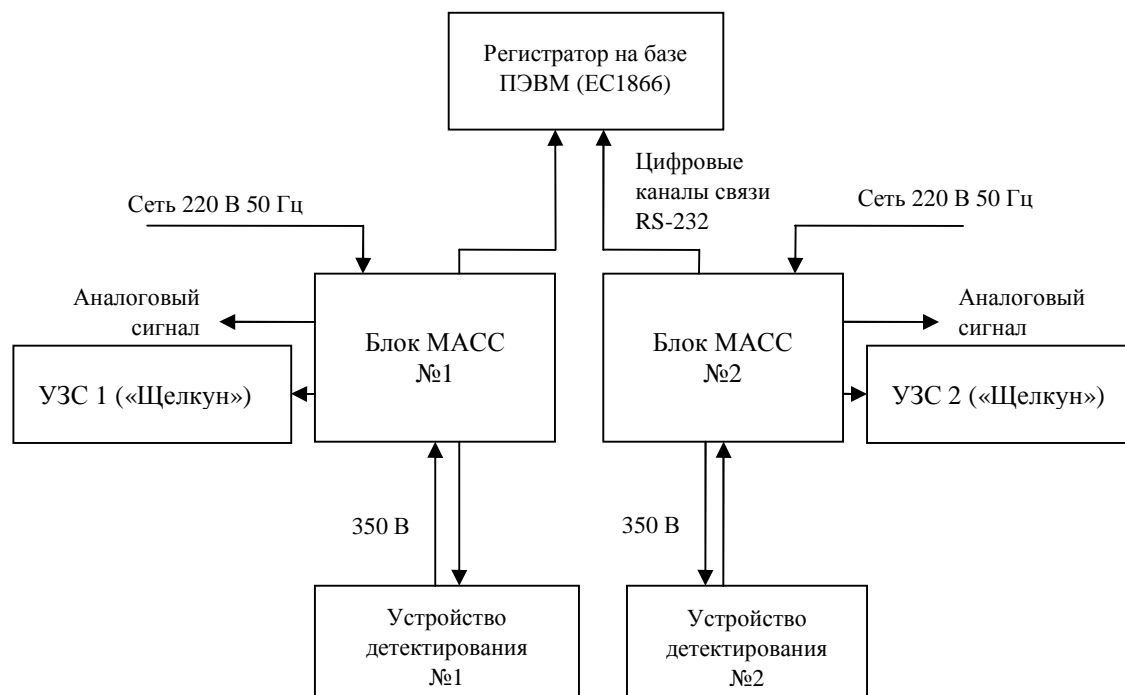 Регистратор на базе
ПЭВМ (ЕС1866)
Цифровые
каналы связи
RS-232
Сеть 220 В 50 Гц
Сеть 220 В 50 Гц
Аналоговый
сигнал
Блок МАСС
№1
Блок МАСС
№2
Аналоговый
сигнал
УЗС 1 («Щелкун»)
УЗС 2 («Щелкун»)
350 В
350 В
Устройство
детектирования
№1
Устройство
детектирования
№2